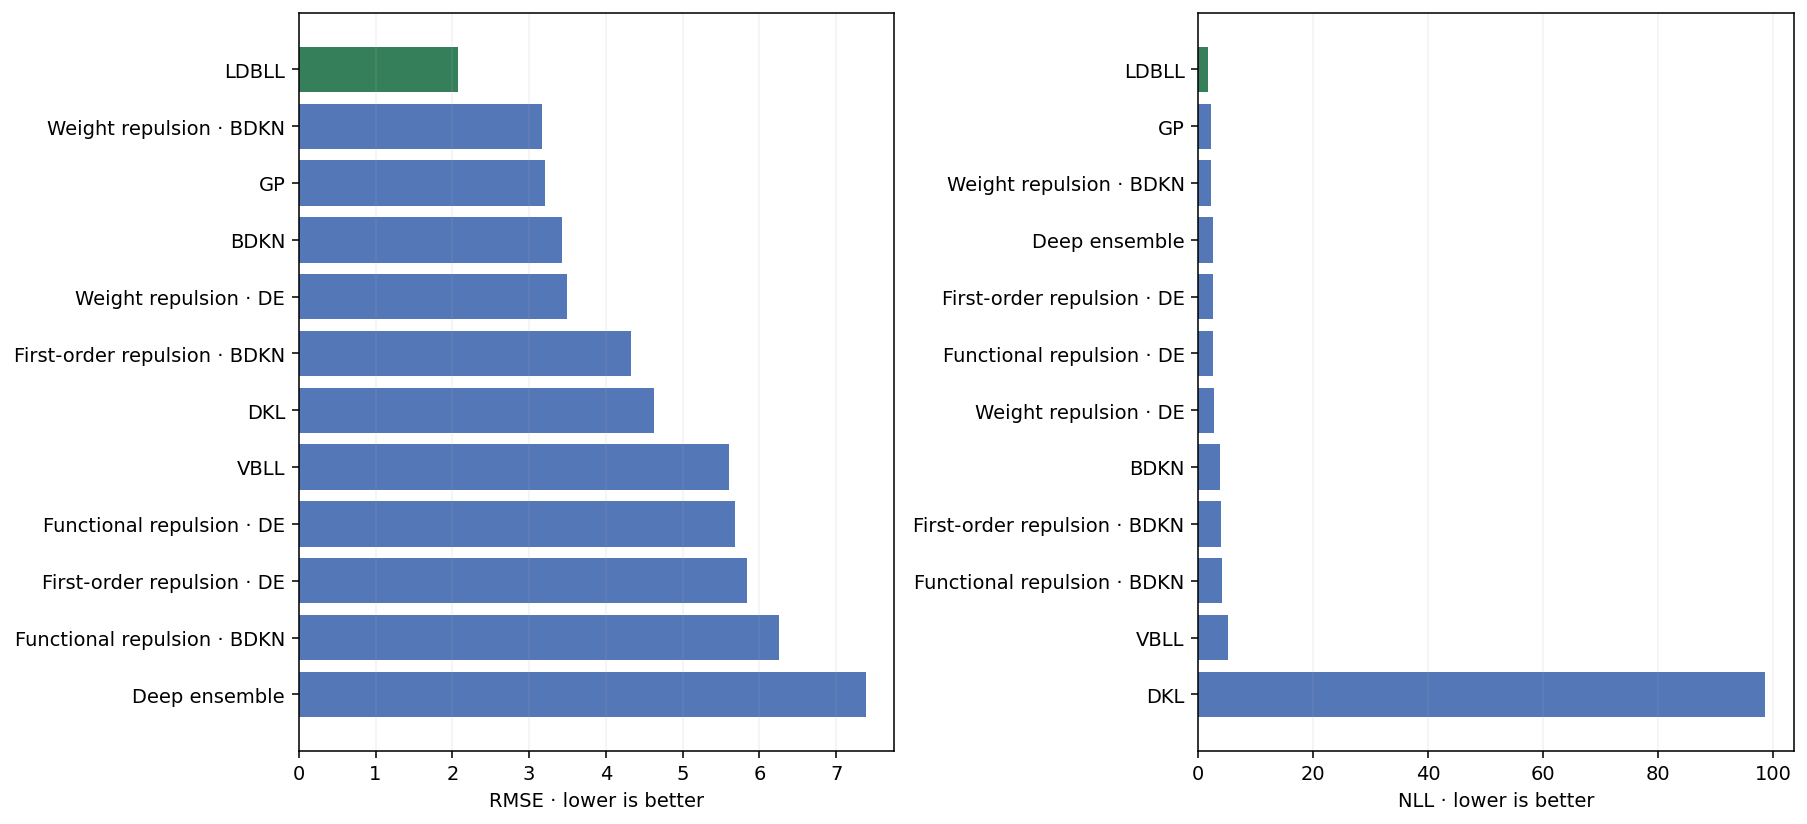 LDBLL
Weight repulsion · BDKN
GP
BDKN
Weight repulsion · DE
First-order repulsion · BDKN
DKL
VBLL
Functional repulsion · DE
First-order repulsion · DE
Functional repulsion · BDKN
Deep ensemble
0 1 2 3 4 5 6 7
RMSE · lower is better
LDBLL
GP
Weight repulsion · BDKN
Deep ensemble
First-order repulsion · DE
Functional repulsion · DE
Weight repulsion · DE
BDKN
First-order repulsion · BDKN
Functional repulsion · BDKN
VBLL
DKL
0 20 40 60 80 100
NLL · lower is better